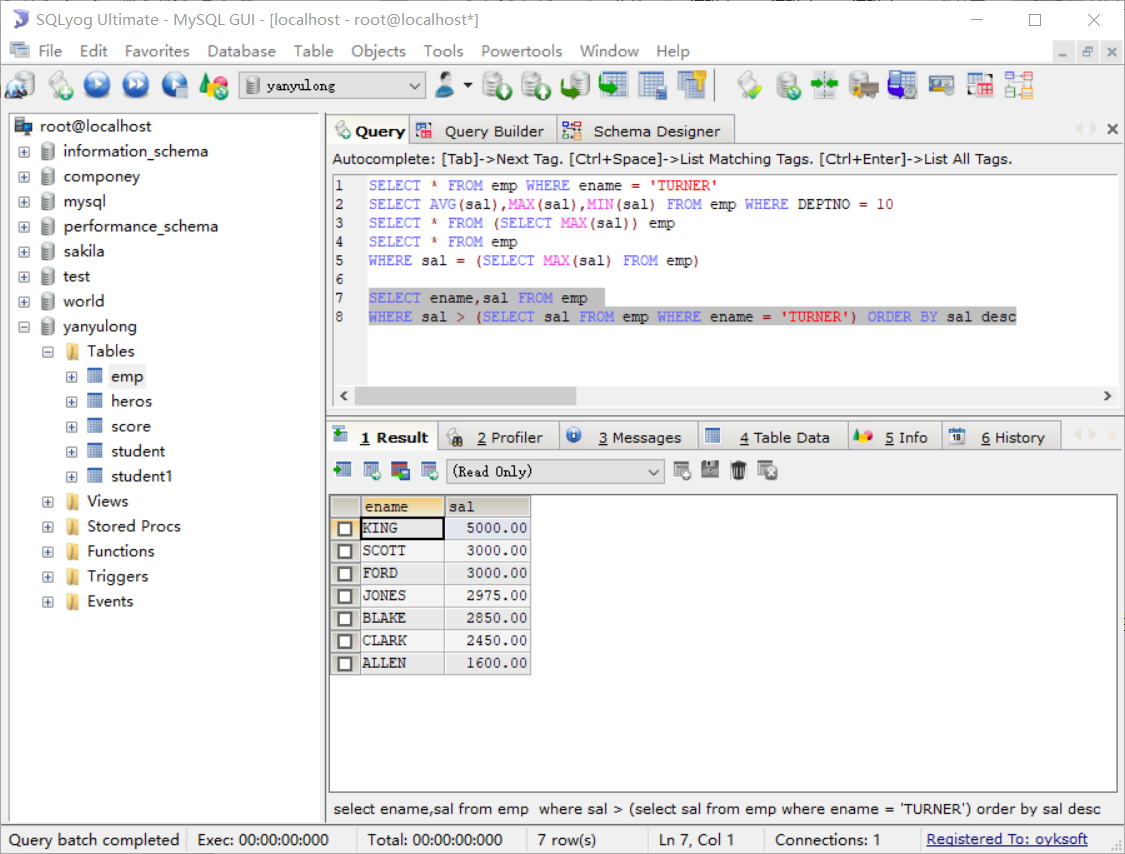 SQLyog Ultimate - MySQL GUI - [localhost - root@localhost*]
File Edit Favorites Database Table Objects Tools Powertools Window Help
yanyulong
root@localhost
information_schema
componey
mysql
performance_schema
sakila
test
world
yanyulong
Tables
emp
heros
score
student
student1
Views
Stored Procs
Functions
Triggers
Events
Query Query Builder Schema Designer
Autocomplete: [Tab]->Next Tag. [Ctrl+Space]->List Matching Tags. [Ctrl+Enter]->List All Tags.
1 SELECT * FROM emp WHERE ename = 'TURNER'
2 SELECT AVG(sal),MAX(sal),MIN(sal) FROM emp WHERE DEPTNO = 10
3 SELECT * FROM (SELECT MAX(sal)) emp
4 SELECT * FROM emp
5 WHERE sal = (SELECT MAX(sal) FROM emp)
6
7 SELECT ename,sal FROM emp
8 WHERE sal > (SELECT sal FROM emp WHERE ename = 'TURNER') ORDER BY sal desc
1 Result 2 Profiler 3 Messages 4 Table Data 5 Info 18 6 History
(Read Only)
ename sal
KING 5000.00
SCOTT 3000.00
FORD 3000.00
JONES 2975.00
BLAKE 2850.00
CLARK 2450.00
ALLEN 1600.00
select ename,sal from emp  where sal > (select sal from emp where ename = 'TURNER') order by sal desc
Query batch completed Exec: 00:00:00:000 Total: 00:00:00:000 7 row(s) Ln 7, Col 1 Connections: 1 Registered To: oyksoft